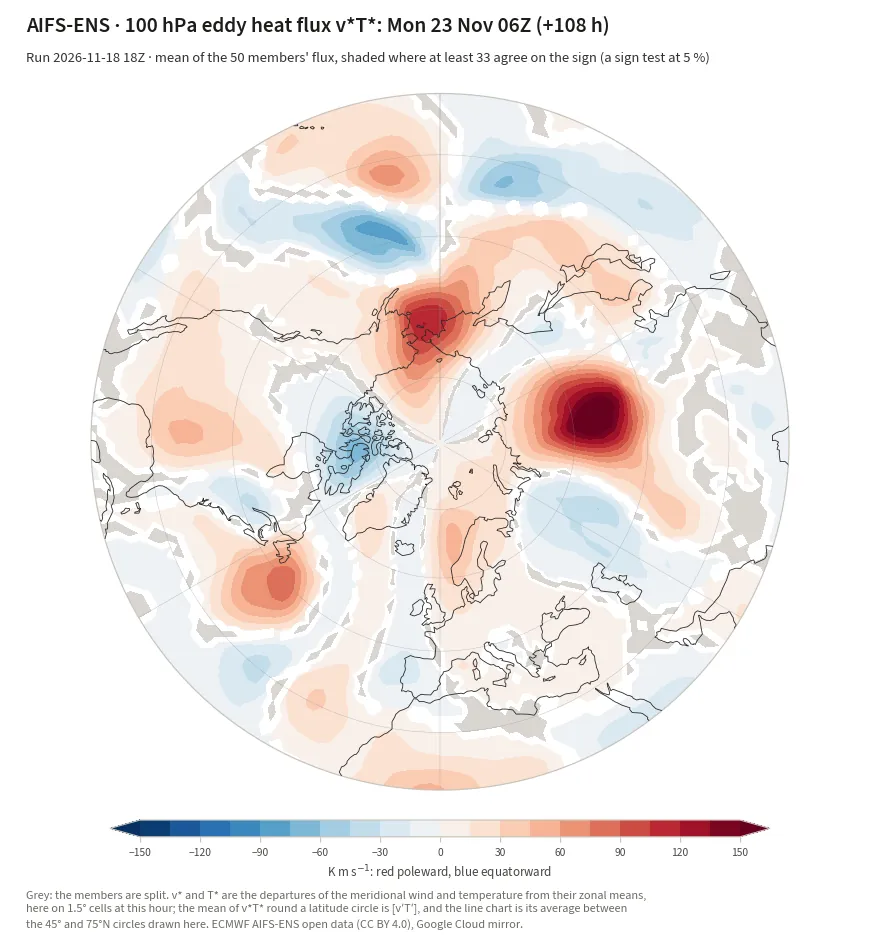 AIFS-ENS · 100 hPa eddy heat flux v*T*: Mon 23 Nov 06Z (+108 h)
Run 2026-11-18 18Z · mean of the 50 members' flux, shaded where at least 33 agree on the sign (a sign test at 5 %)
−150 −120 −90 −60 −30 0 30 60 90 120 150
K m s⁻¹: red poleward, blue equatorward
Grey: the members are split. v* and T* are the departures of the meridional wind and temperature from their zonal means,
here on 1.5° cells at this hour; the mean of v*T* round a latitude circle is [v'T'], and the line chart is its average between
the 45° and 75°N circles drawn here. ECMWF AIFS-ENS open data (CC BY 4.0), Google Cloud mirror.